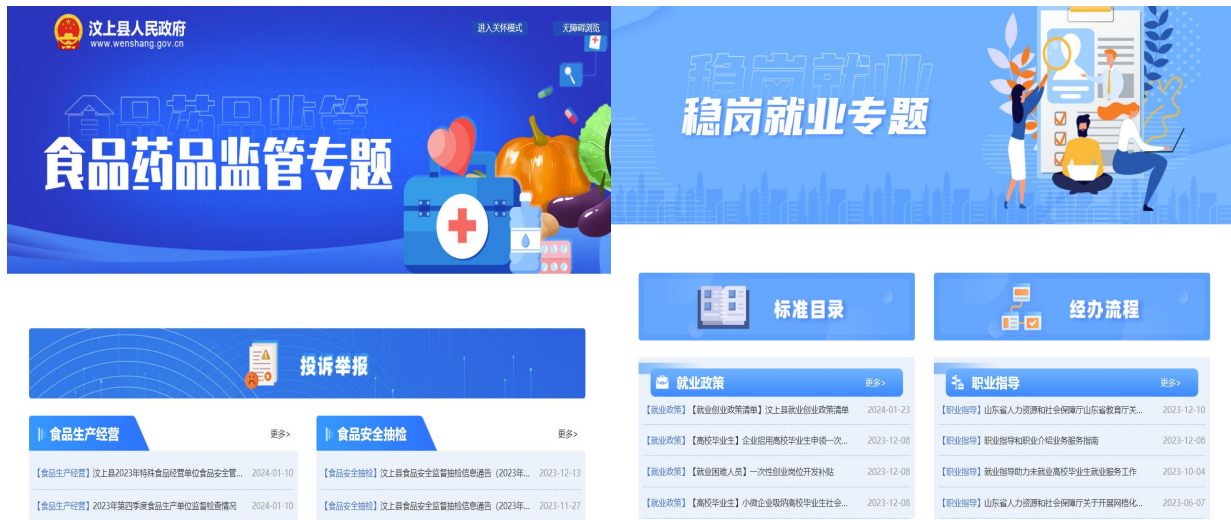 汶上县人民政府
www.wenshang.gov.cn
进入关怀模式
无障碍浏览
食品药品监管
食品药品监管专题
投诉举报
食品生产经营
更多>
【食品生产经营】汶上县2023年特殊食品经营单位食品安全管... 2024-01-10
【食品生产经营】2023年第四季度食品生产单位监督检查情况 2024-01-10
食品安全抽检
更多>
【食品安全抽检】汶上县食品安全监督抽检信息通告（2023年... 2023-12-13
【食品安全抽检】汶上县食品安全监督抽检信息通告（2023年... 2023-11-27
稳岗就业
稳岗就业专题
标准目录
经办流程
就业政策
更多>
【就业政策】【就业创业政策清单】汶上县就业创业政策清单 2024-01-23
【就业政策】【高校毕业生】企业招用高校毕业生申领一次... 2023-12-08
【就业政策】【就业困难人员】一次性创业岗位开发补贴 2023-12-08
【就业政策】【高校毕业生】小微企业吸纳高校毕业生社会... 2023-12-08
职业指导
更多>
【职业指导】山东省人力资源和社会保障厅山东省教育厅关... 2023-12-10
【职业指导】职业指导和职业介绍业务服务指南 2023-12-08
【职业指导】就业指导助力未就业高校毕业生就业服务工作 2023-10-04
【职业指导】山东省人力资源和社会保障厅关于开展网格化... 2023-06-07